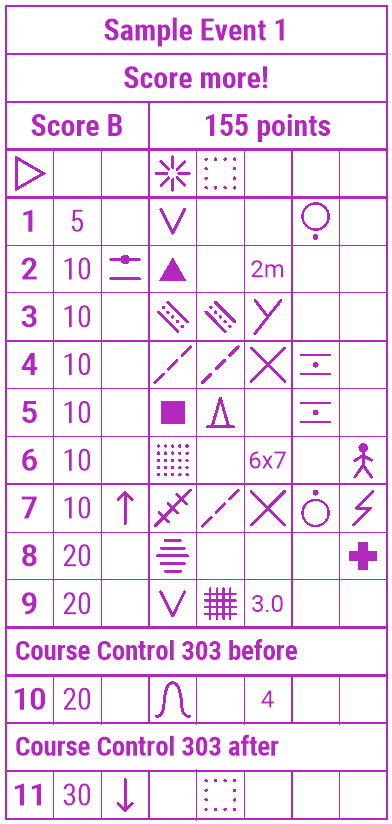 Sample Event 1
Score more!
Score B 155 points
1 5
2 10 2m
3 10
4 10
5 10
6 10 6x7
7 10
8 20
9 20 3.0
Course Control 303 before
10 20 4
Course Control 303 after
11 30